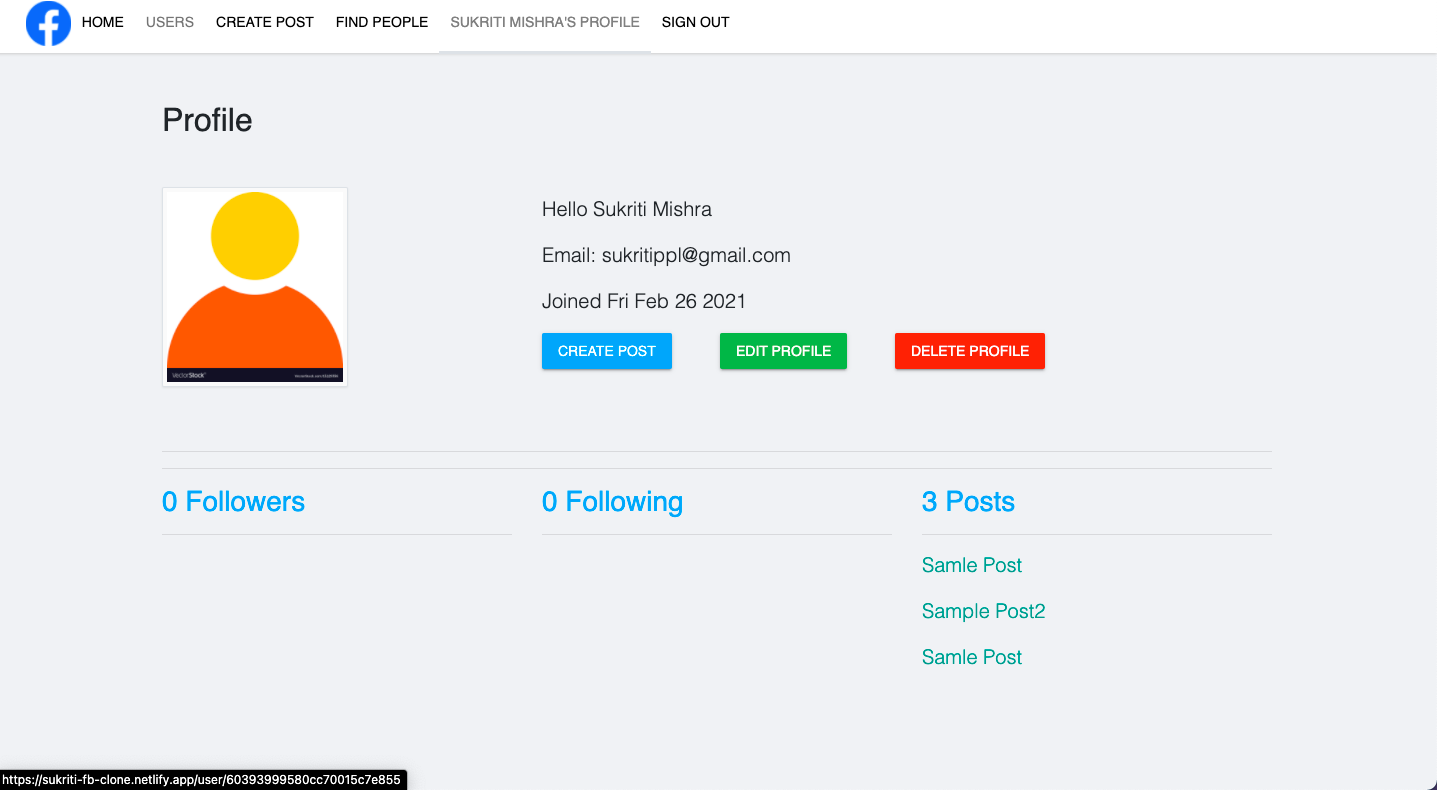 HOME USERS CREATE POST FIND PEOPLE SUKRITI MISHRA'S PROFILE SIGN OUT
Profile
Hello Sukriti Mishra
Email: sukritippl@gmail.com
Joined Fri Feb 26 2021
CREATE POST EDIT PROFILE DELETE PROFILE
VectorStock
0 Followers 0 Following 3 Posts
Samle Post
Sample Post2
Samle Post
https://sukriti-fb-clone.netlify.app/user/60393999580cc70015c7e855